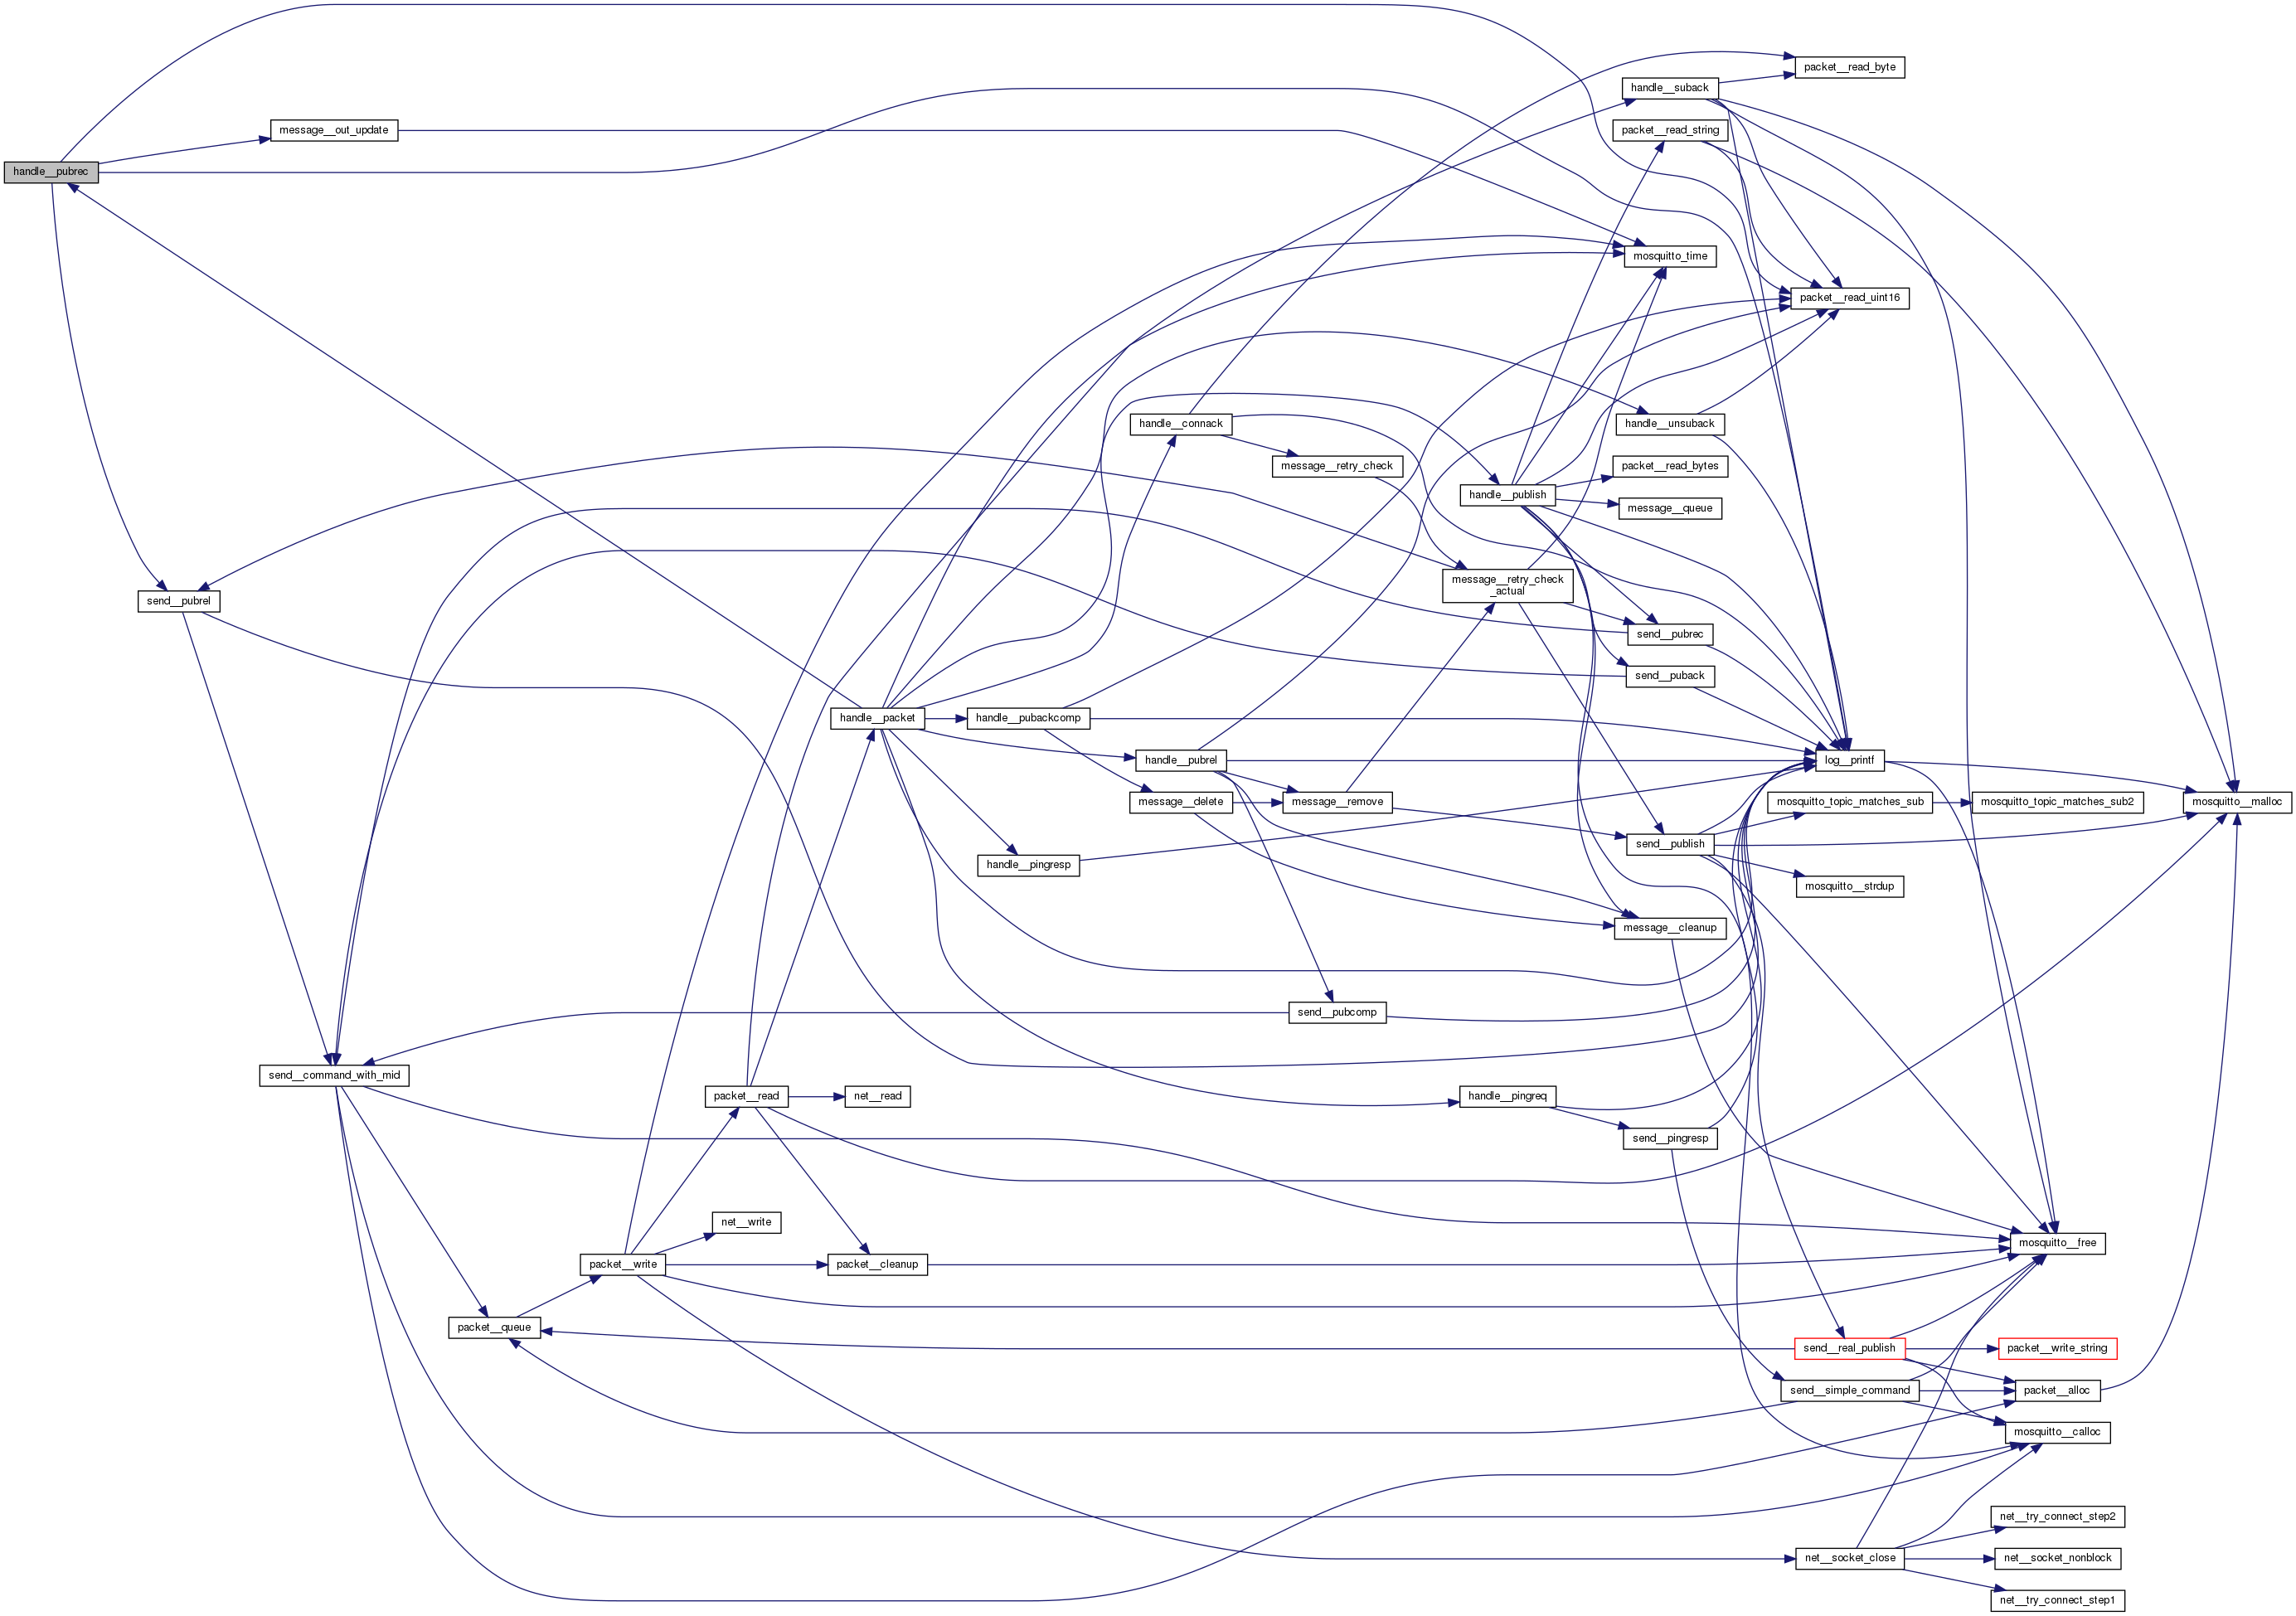 packet__read_byte
handle__suback
packet__read_string
message__out_update
handle__pubrec
mosquitto_time
packet__read_uint16
handle__connack
handle__unsuback
message__retry_check
packet__read_bytes
handle__publish
message__queue
message__retry_check
_actual
send__pubrel
send__pubrec
send__puback
handle__packet
handle__pubackcomp
handle__pubrel
log__printf
message__delete
message__remove
mosquitto_topic_matches_sub
mosquitto_topic_matches_sub2
mosquitto__malloc
send__publish
handle__pingresp
mosquitto__strdup
message__cleanup
send__pubcomp
send__command_with_mid
packet__read
net__read
handle__pingreq
send__pingresp
net__write
mosquitto__free
packet__write
packet__cleanup
packet__queue
send__real_publish
packet__write_string
send__simple_command
packet__alloc
mosquitto__calloc
net__try_connect_step2
net__socket_close
net__socket_nonblock
net__try_connect_step1